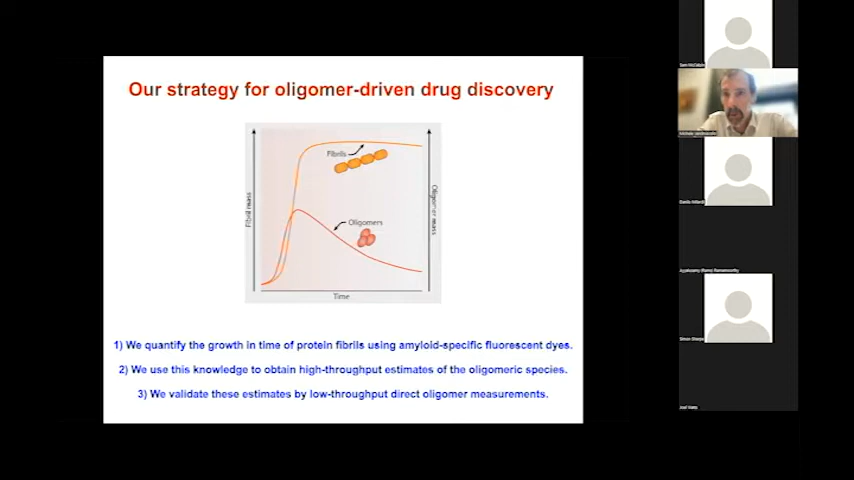 Our strategy for oligomer-driven drug discovery
Fibrils
Fibril mass
Oligomer mass
Oligomers
Time
1) We quantify the growth in time of protein fibrils using amyloid-specific fluorescent dyes.
2) We use this knowledge to obtain high-throughput estimates of the oligomeric species.
3) We validate these estimates by low-throughput direct oligomer measurements.